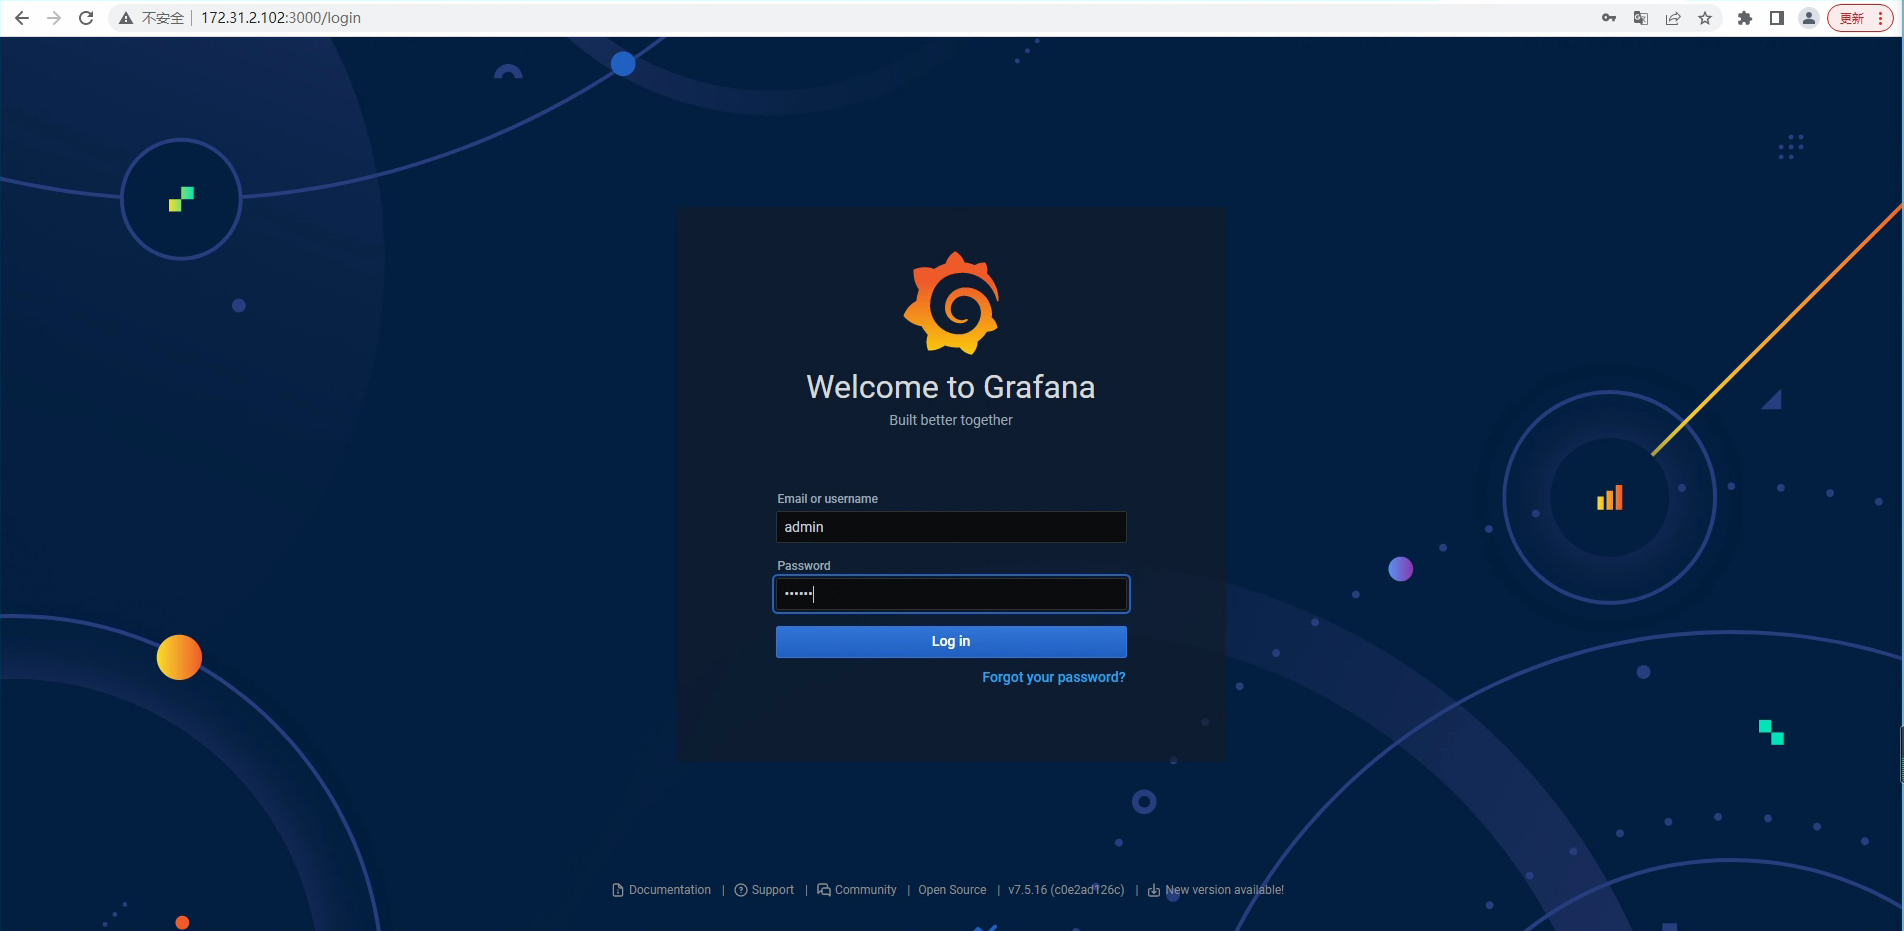 不安全 | 172.31.2.102:3000/login
更新
Welcome to Grafana
Built better together
Email or username
admin
Password
••••••
Log in
Forgot your password?
Documentation | Support | Community | Open Source | v7.5.16 (c0e2ad126c) | New version available!